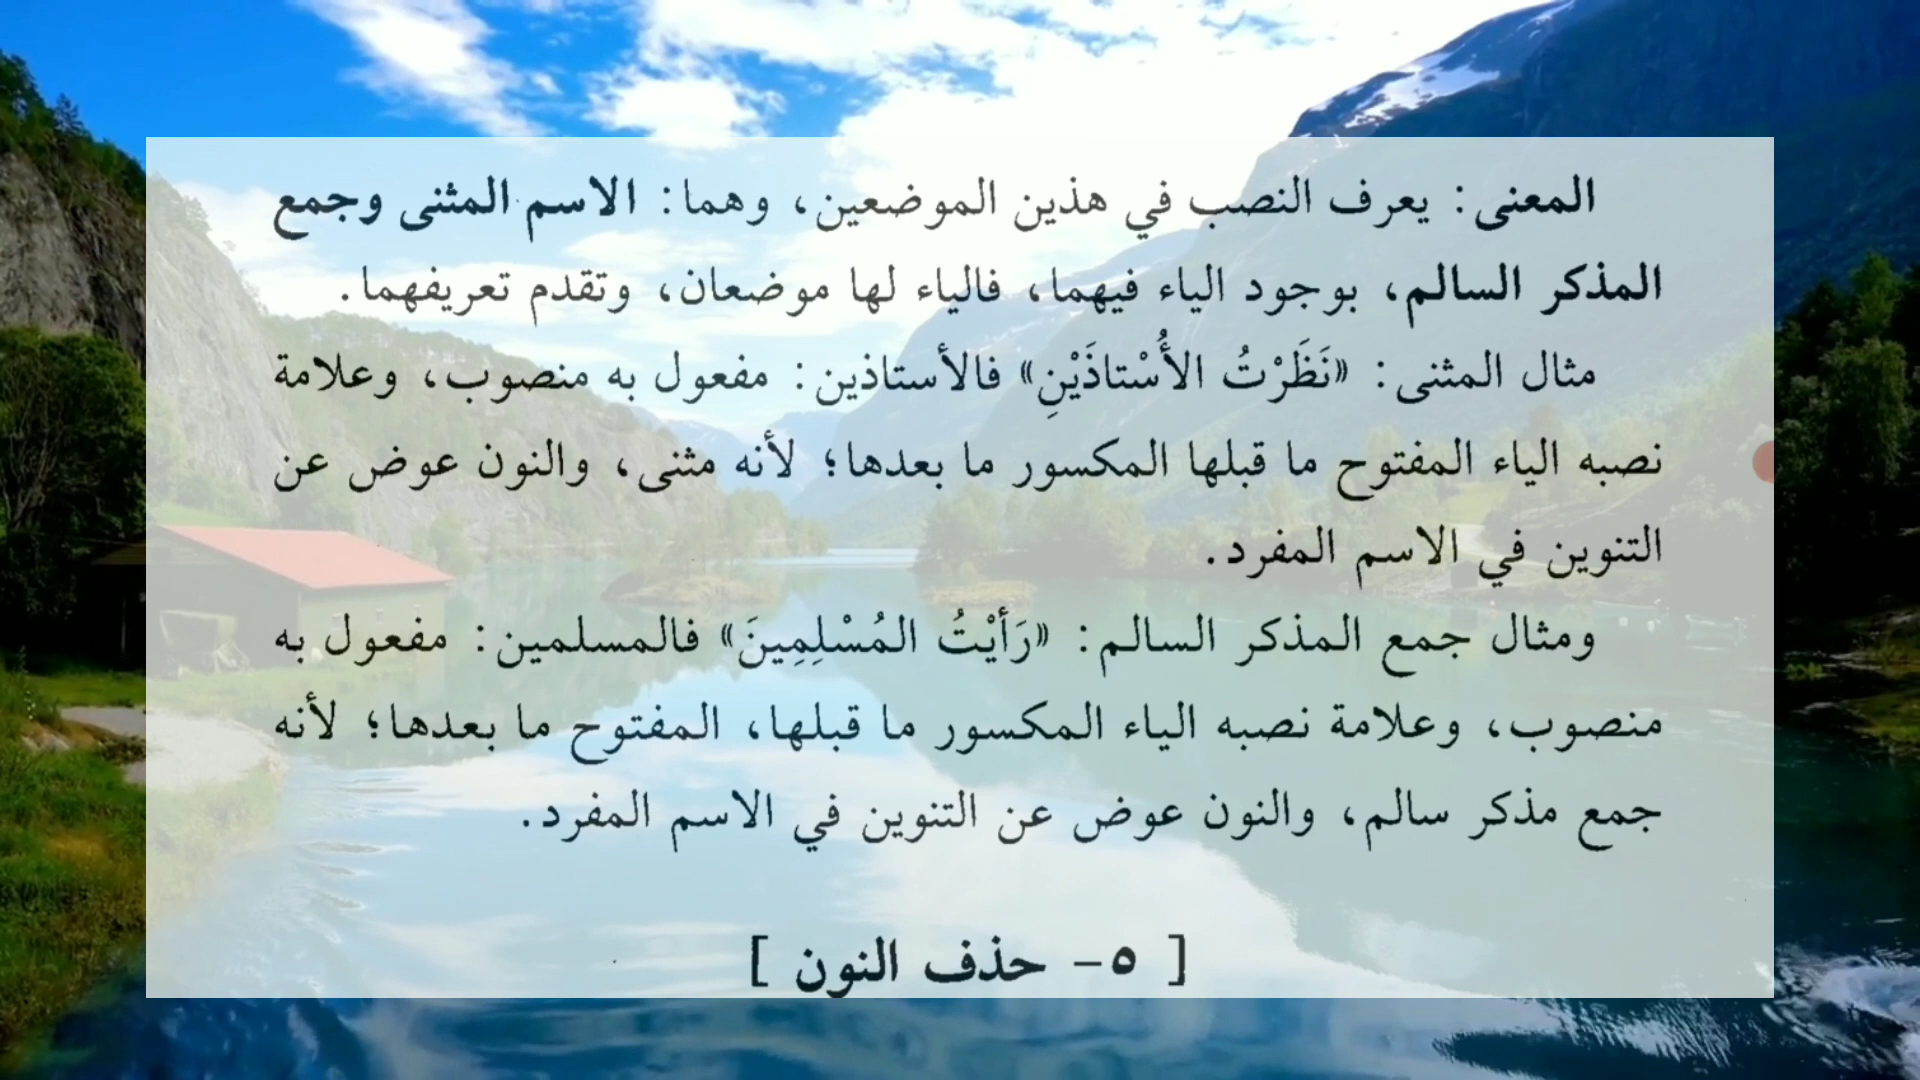 المعنى: يعرف النصب في هذين الموضعين، وهما: الاسم المثنى وجمع
المذكر السالم، بوجود الياء فيهما، فالياء لها موضعان، وتقدم تعريفهما.
مثال المثنى: «نَظَرْتُ الأُسْتاذَيْنِ» فالأستاذين: مفعول به منصوب، وعلامة
نصبه الياء المفتوح ما قبلها المكسور ما بعدها؛ لأنه مثنى، والنون عوض عن
التنوين في الاسم المفرد.
ومثال جمع المذكر السالم: «رَأيْتُ المُسْلِمِينَ» فالمسلمين: مفعول به
منصوب، وعلامة نصبه الياء المكسور ما قبلها، المفتوح ما بعدها؛ لأنه
جمع مذكر سالم، والنون عوض عن التنوين في الاسم المفرد.
[ ٥- حذف النون ]